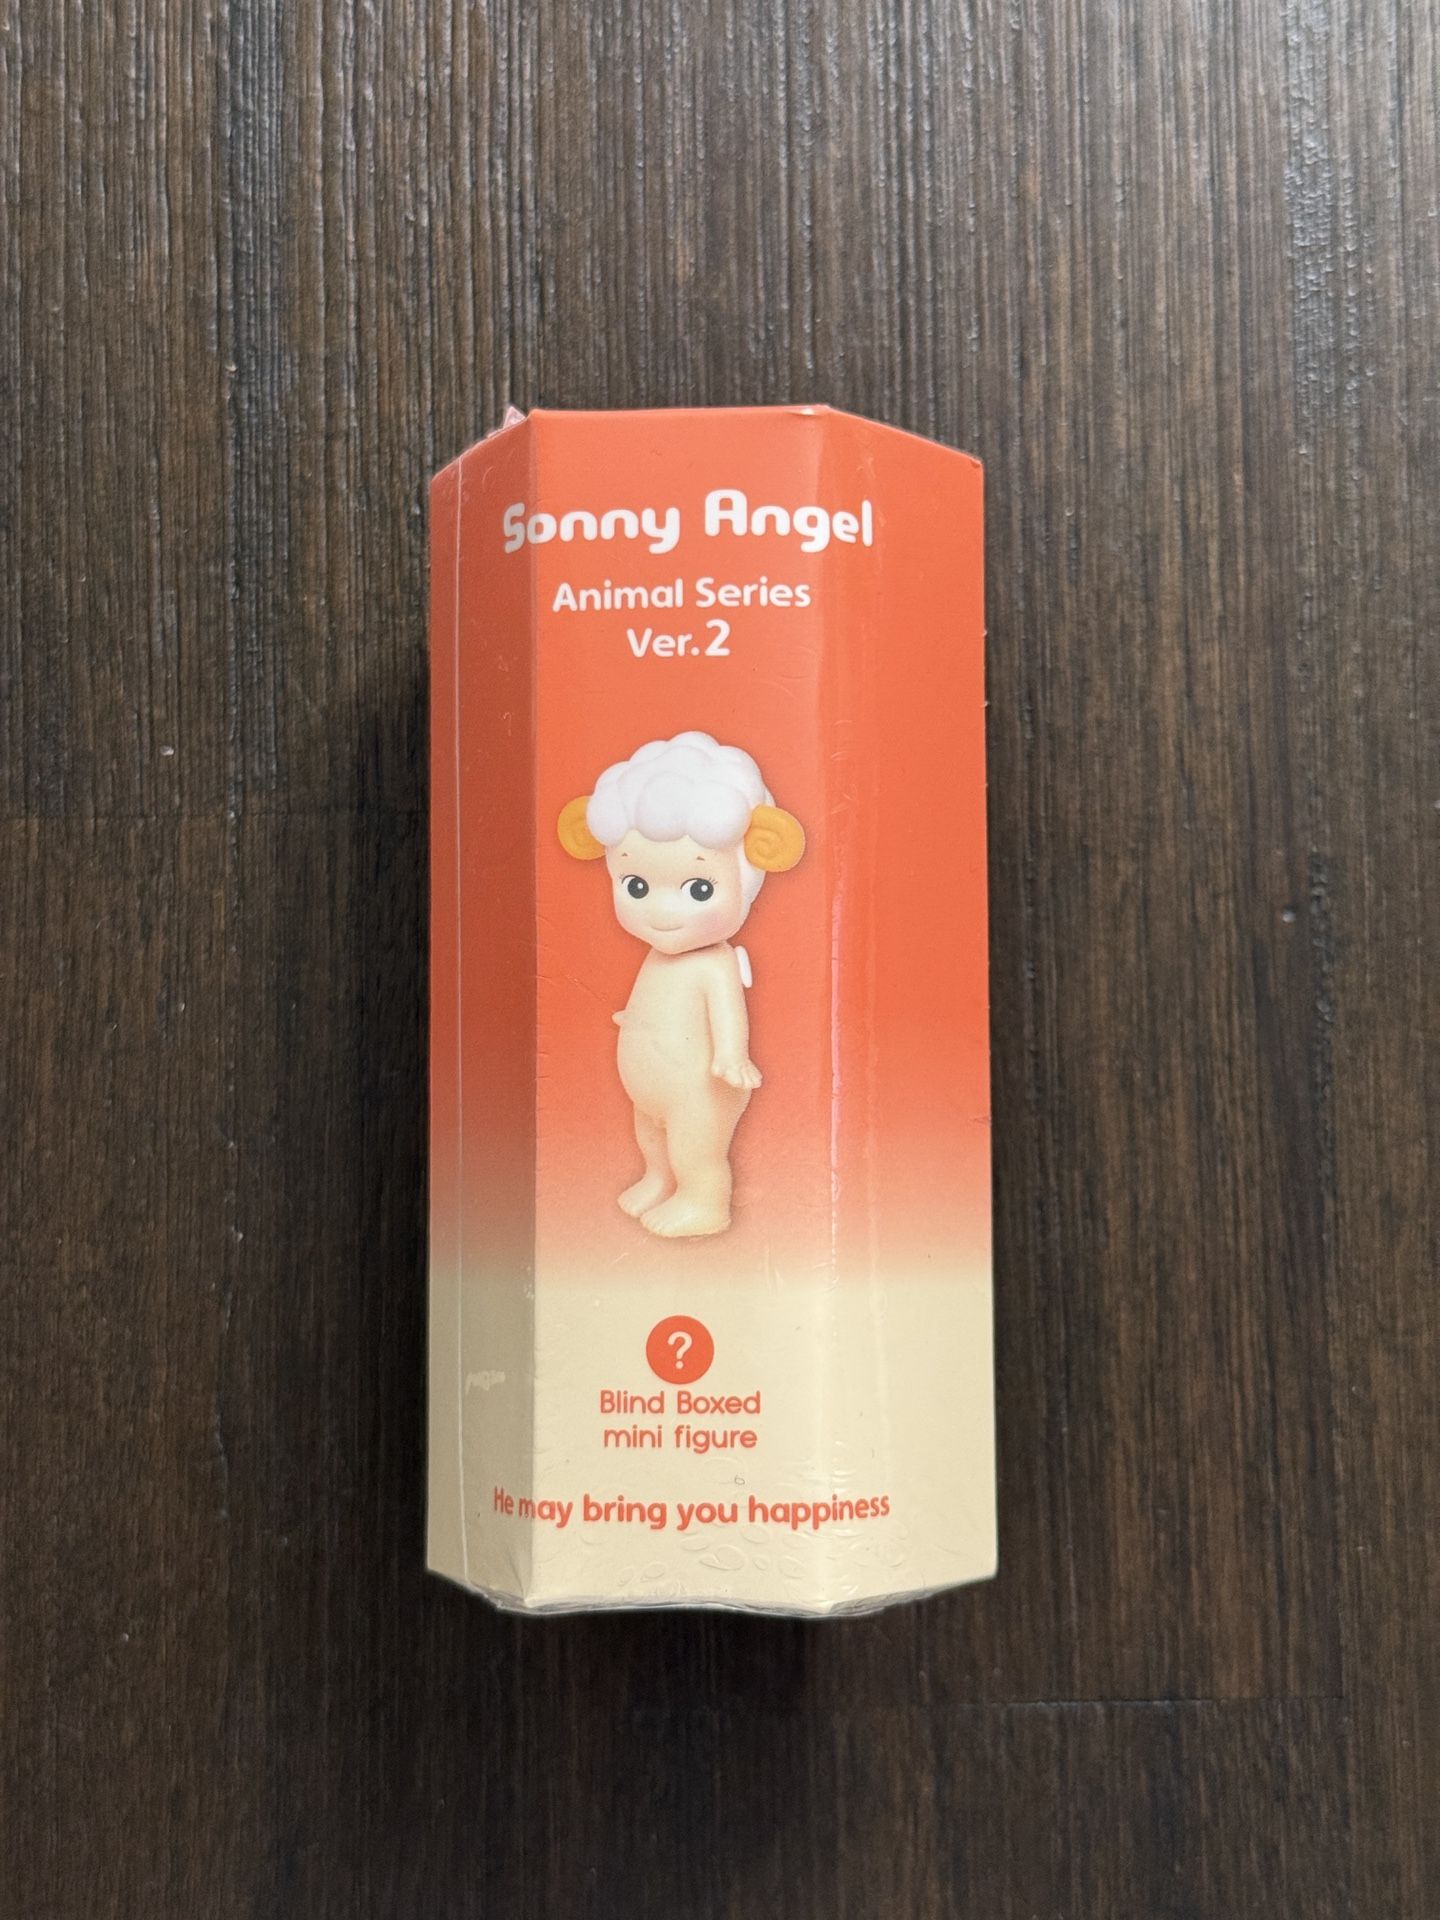 Sonny Angel
Animal Series
Ver.2
?
Blind Boxed
mini figure
He may bring you happiness